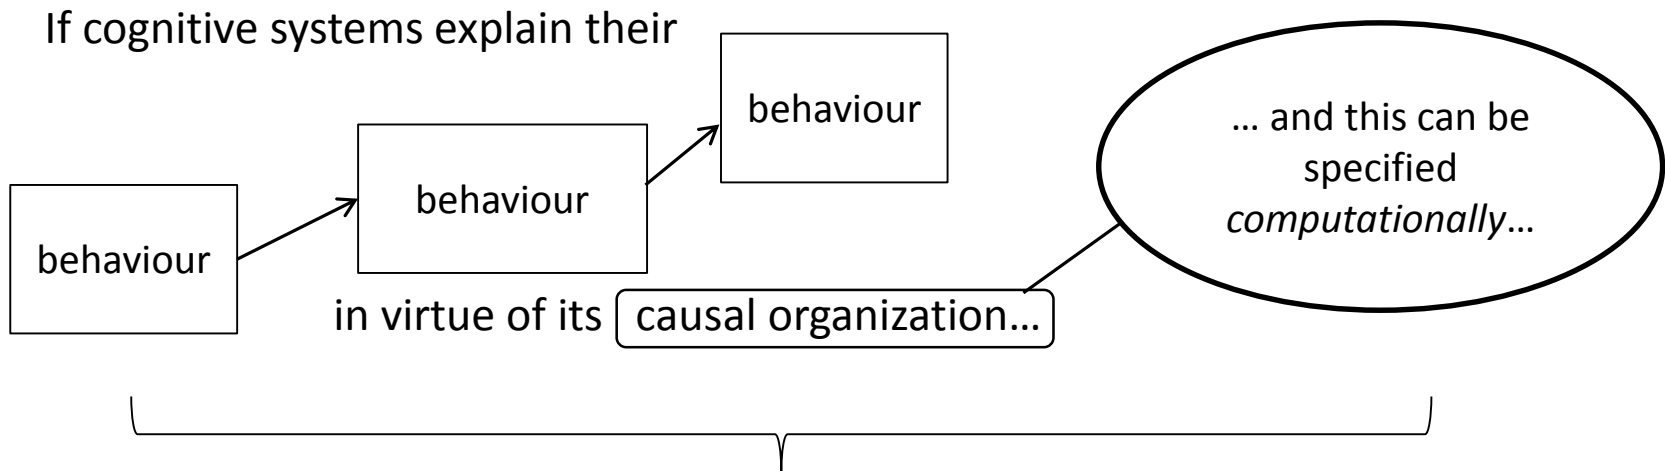 If cognitive systems explain their
behaviour
behaviour
behaviour
in virtue of its causal organization…
… and this can be
specified
computationally…